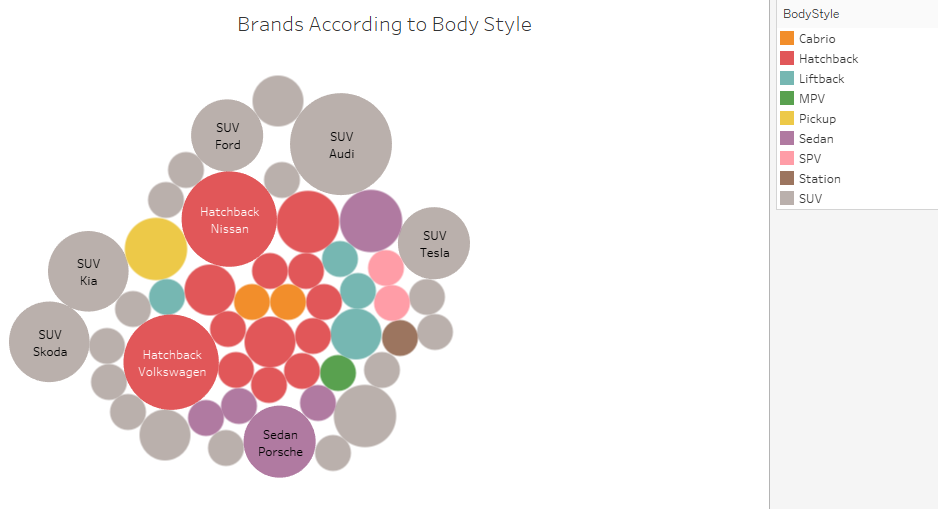 Brands According to Body Style
BodyStyle
Cabrio
Hatchback
Liftback
MPV
Pickup
Sedan
SPV
Station
SUV
SUV
Ford
SUV
Audi
Hatchback
Nissan
SUV
Tesla
SUV
Kia
SUV
Skoda
Hatchback
Volkswagen
Sedan
Porsche